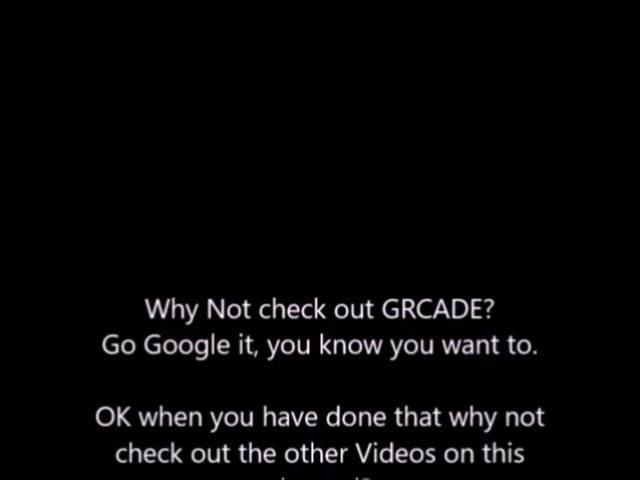 Why Not check out GRCADE?
Go Google it, you know you want to.
OK when you have done that why not
check out the other Videos on this